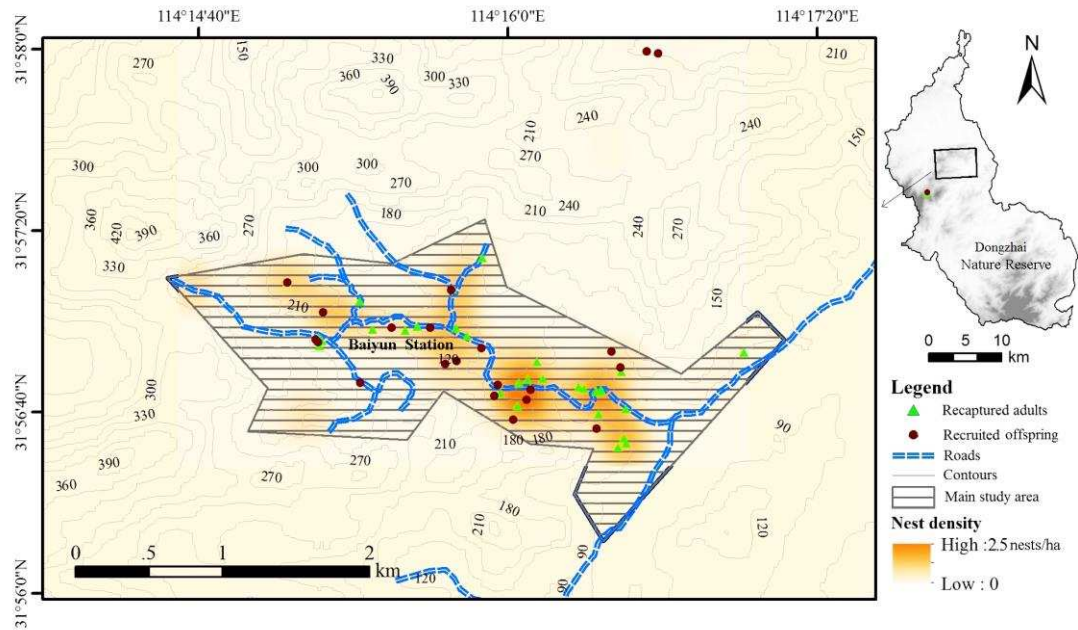 114°14'40"E
114°16'0"E
114°17'20"E
31°58'0"N
31°57'20"N
31°56'40"N
31°56'0"N
270
150
330
360
300
390
330
210
240
210
270
240
150
300
300
270
180
240
210
360
420
390
330
270
360
240
270
150
210
Baiyun Station
120
300
330
210
180
180
90
390
270
270
360
210
180
120
90
90
120
0
.5
1
2
km
N
Dongzhai
Nature Reserve
0
5
10
km
Legend
Recaptured adults
Recruited offspring
Roads
Contours
Main study area
Nest density
High :2.5 nests/ha
Low : 0